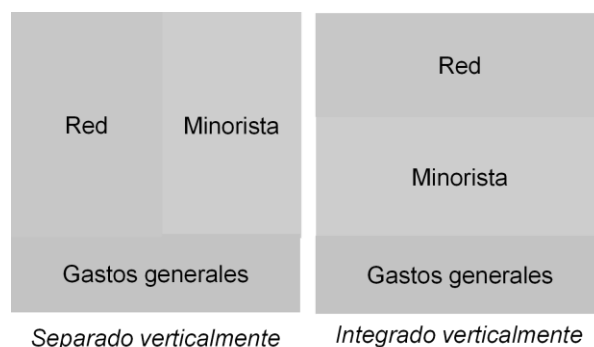 Red
Minorista
Gastos generales
Separado verticalmente
Red
Minorista
Gastos generales
Integrado verticalmente